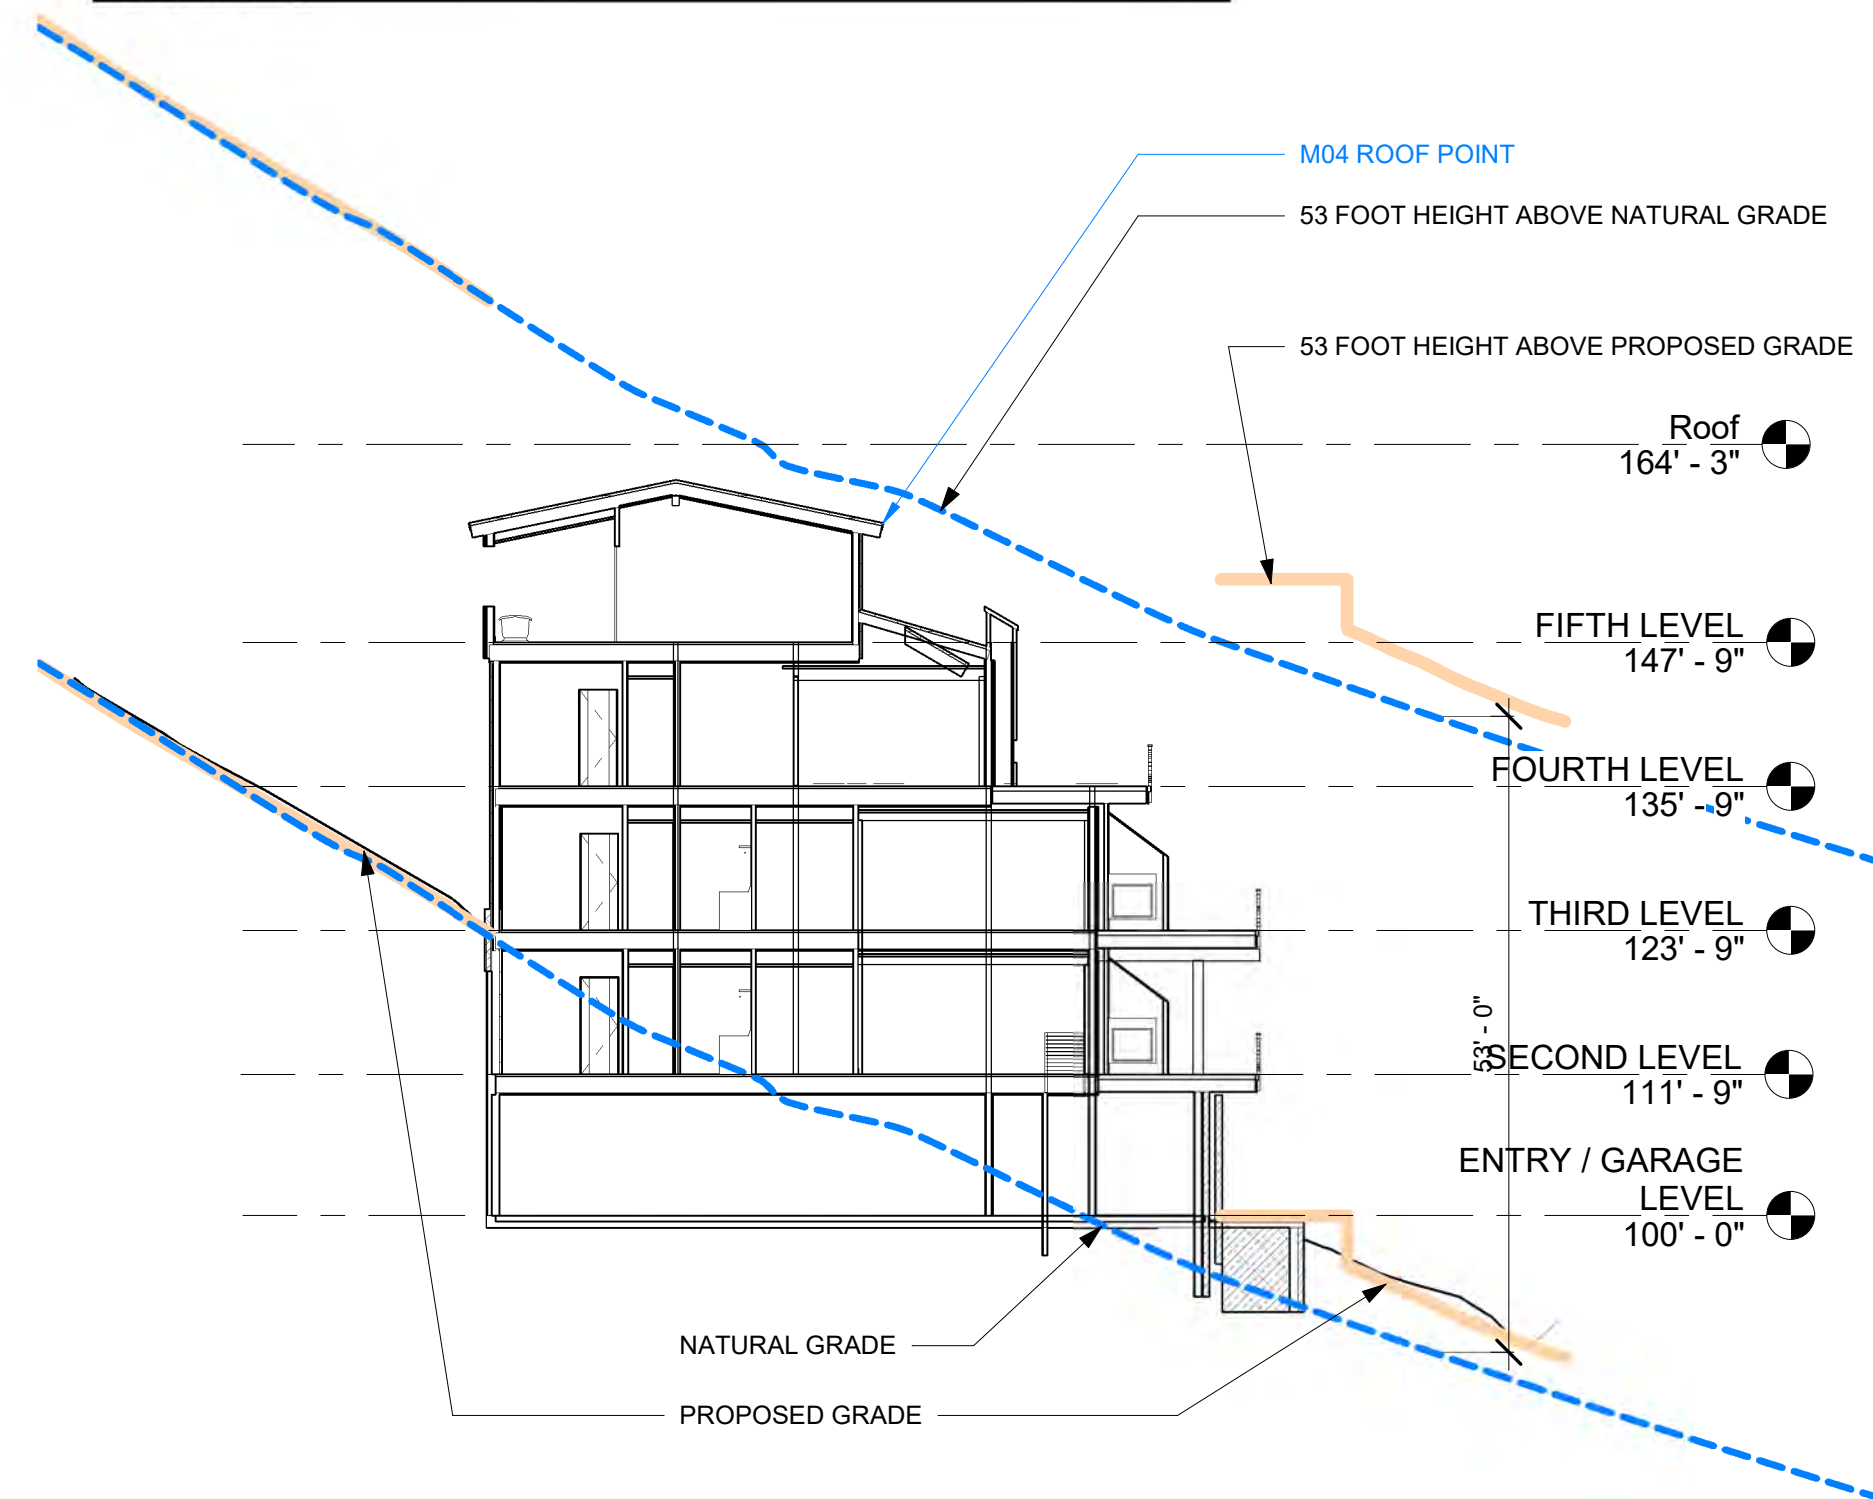 M04 ROOF POINT
53 FOOT HEIGHT ABOVE NATURAL GRADE
53 FOOT HEIGHT ABOVE PROPOSED GRADE
Roof
164' - 3"
FIFTH LEVEL
147' - 9"
FOURTH LEVEL
135' - 9"
THIRD LEVEL
123' - 9"
53' - 0"
SECOND LEVEL
111' - 9"
ENTRY / GARAGE
LEVEL
100' - 0"
NATURAL GRADE
PROPOSED GRADE